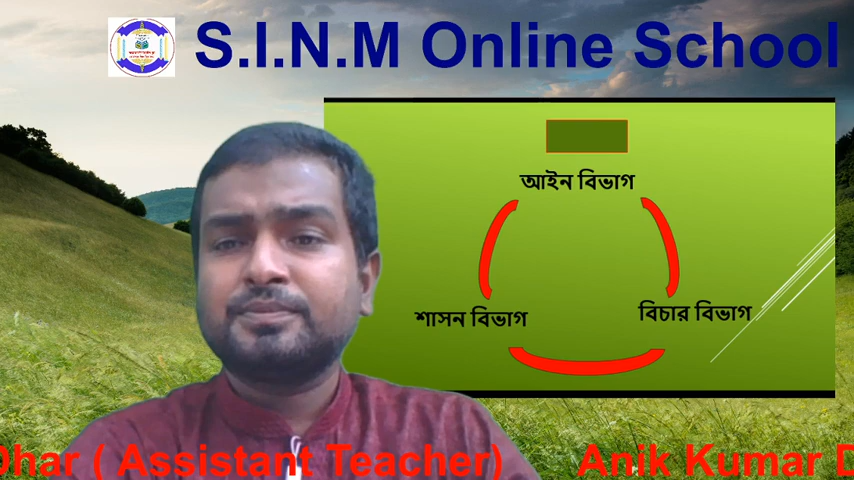 S.I.N.M Online School
আইন বিভাগ
শাসন বিভাগ
বিচার বিভাগ
Dhar ( Assistant Teacher) Anik Kumar D